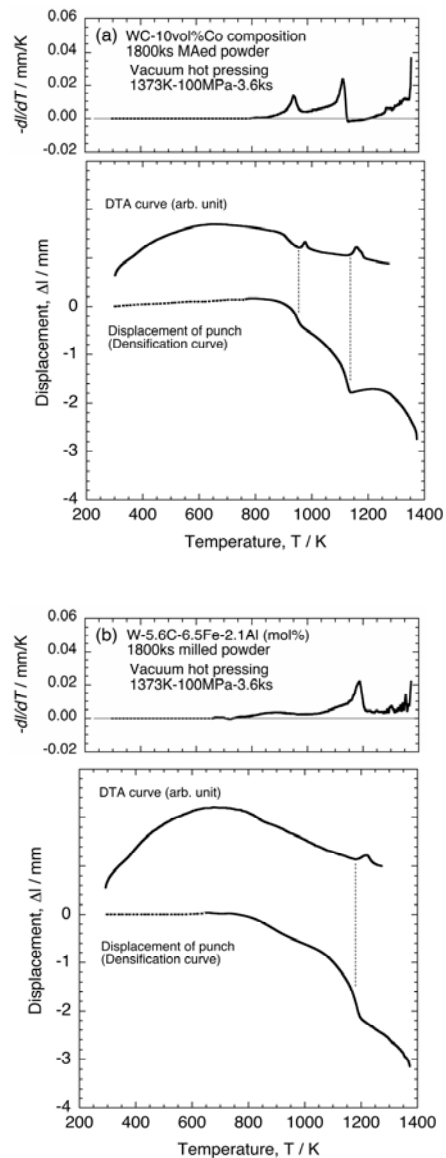 0.06
0.04
0.02
0.00
-0.02
0.02
-dl/dT / mm/K
(a) WC-10vol%Co composition
1800ks MAed powder
Vacuum hot pressing
1373K-100MPa-3.6ks
DTA curve (arb. unit)
Displacement of punch
(Densification curve)
Displacement, Δl / mm
0
-1
-2
-3
-4
200 400 600 800 1000 1200 1400
Temperature, T / K
0.06
0.04
0.02
0.00
-0.02
-dl/dT / mm/K
(b) W-5.6C-6.5Fe-2.1Al (mol%)
1800ks milled powder
Vacuum hot pressing
1373K-100MPa-3.6ks
DTA curve (arb. unit)
Displacement of punch
(Densification curve)
Displacement, Δl / mm
0
-1
-2
-3
-4
200 400 600 800 1000 1200 1400
Temperature, T / K